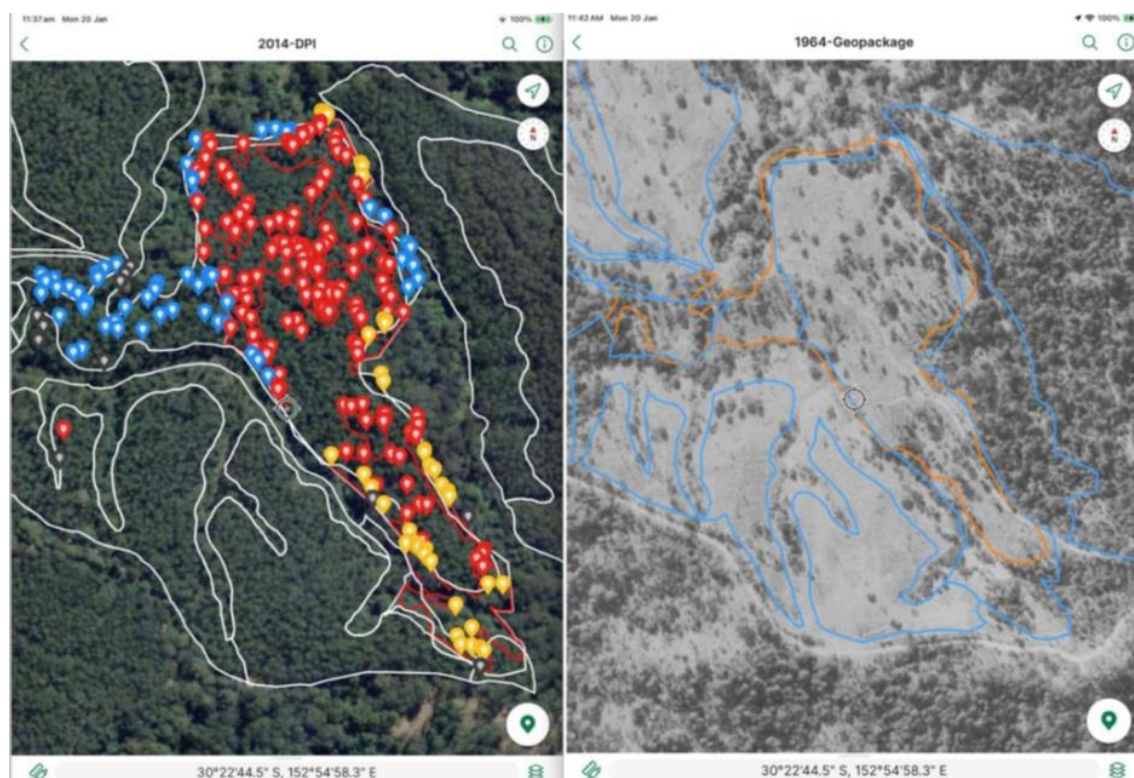 11:37am Mon 20 Jan
100%
2014-DPI
N
30°22'44.5" S, 152°54'58.3" E
11:42 AM Mon 20 Jan
100%
1964-Geopackage
N
30°22'44.5" S, 152°54'58.3" E